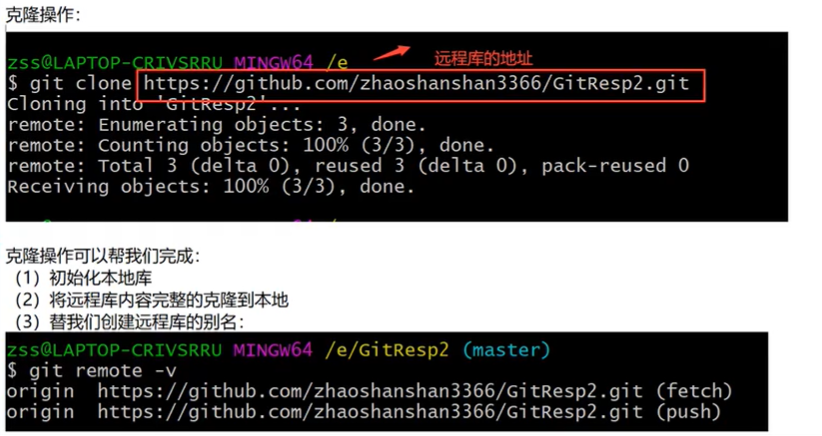 克隆操作：
zss@LAPTOP-CRIVSRRU MINGW64 /e
远程库的地址
$ git clone https://github.com/zhaoshanshan3366/GitResp2.git
Cloning into 'GitResp2'...
remote: Enumerating objects: 3, done.
remote: Counting objects: 100% (3/3), done.
remote: Total 3 (delta 0), reused 3 (delta 0), pack-reused 0
Receiving objects: 100% (3/3), done.
克隆操作可以帮我们完成：
（1）初始化本地库
（2）将远程库内容完整的克隆到本地
（3）替我们创建远程库的别名：
zss@LAPTOP-CRIVSRRU MINGW64 /e/GitResp2 (master)
$ git remote -v
origin  https://github.com/zhaoshanshan3366/GitResp2.git (fetch)
origin  https://github.com/zhaoshanshan3366/GitResp2.git (push)